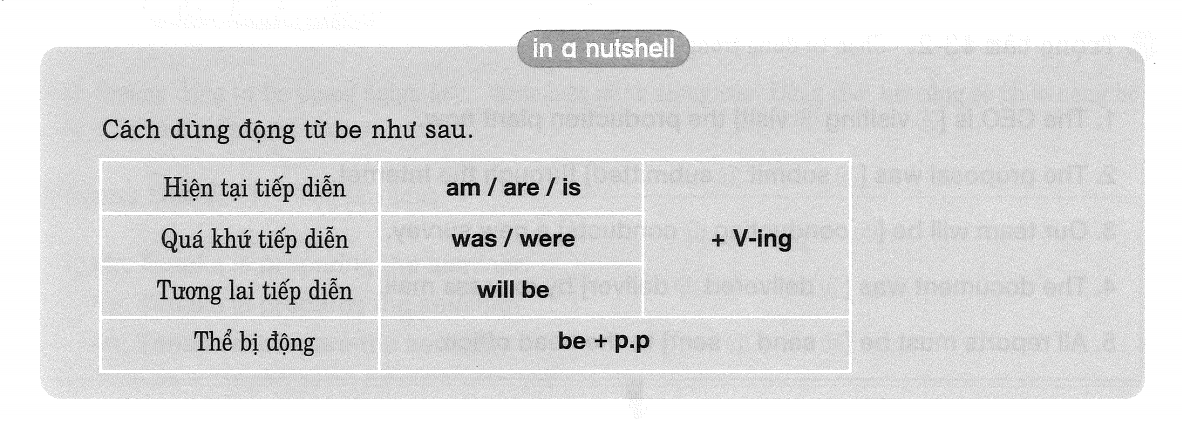 in a nutshell
Cách dùng động từ be như sau.
Hiện tại tiếp diễn am / are / is
Quá khứ tiếp diễn was / were + V-ing
Tương lai tiếp diễn will be
Thể bị động be + p.p